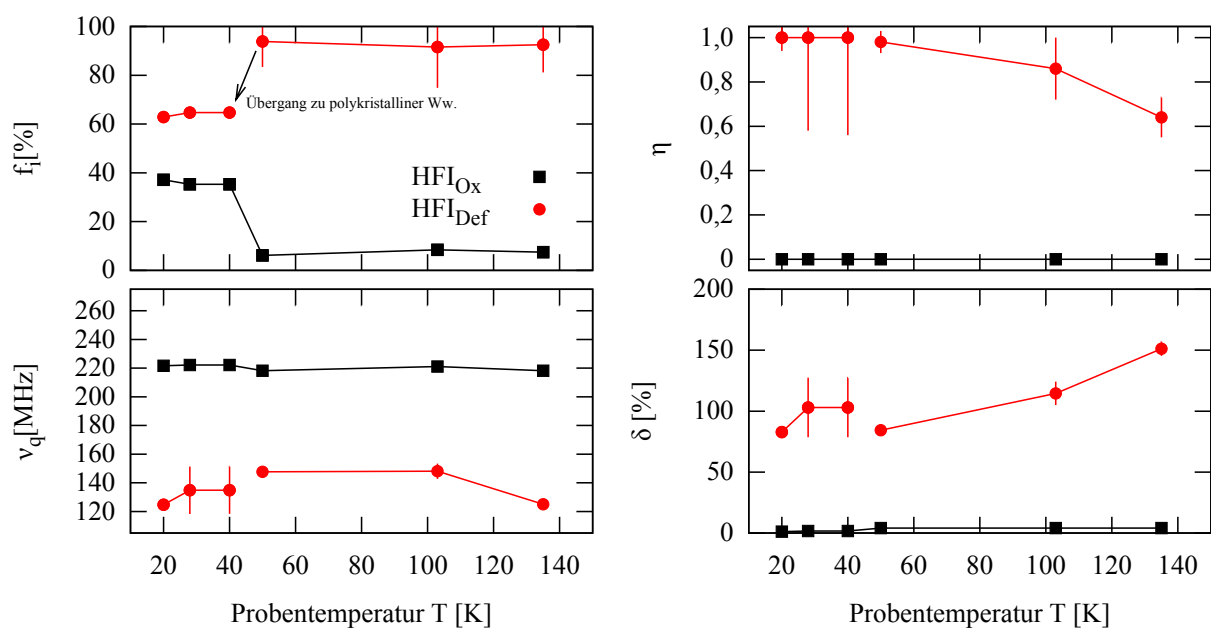 100
80
60
40
20
0
f_i[%]
Übergang zu polykristalliner Ww.
HFI_Ox
HFI_Def
1,0
0,8
0,6
0,4
0,2
0
η
260
240
220
200
180
160
140
120
ν_q[MHz]
20 40 60 80 100 120 140
Probentemperatur T [K]
200
150
100
50
0
δ [%]
20 40 60 80 100 120 140
Probentemperatur T [K]